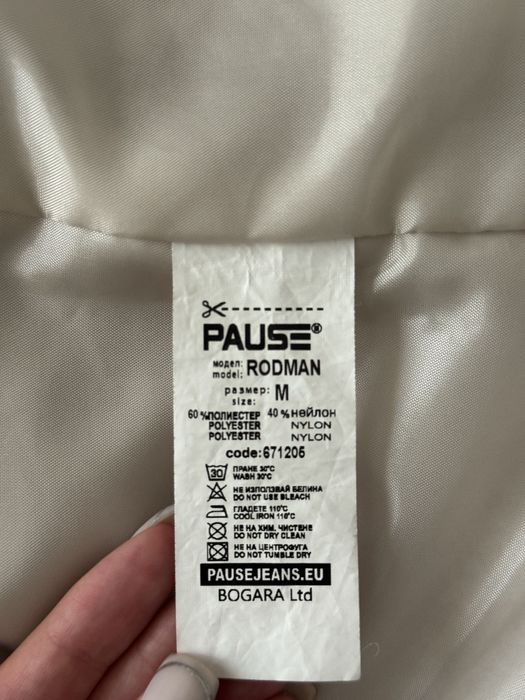 PAUSE®
модел:
model: RODMAN
размер:
size: M
60 %ПОЛИЕСТЕР 40 % нейлон
POLYESTER NYLON
POLYESTER NYLON
code:671205
30 ПРАНЕ 30°C
WASH 30°C
НЕ ИЗПОЛЗВАЙ БЕЛИНА
DO NOT USE BLEACH
ГЛАДЕТЕ 110°C
COOL IRON 110°C
НЕ НА ХИМ. ЧИСТЕНЕ
DO NOT DRY CLEAN
НЕ НА ЦЕНТРОФУГА
DO NOT TUMBLE DRY
PAUSEJEANS.EU
BOGARA Ltd